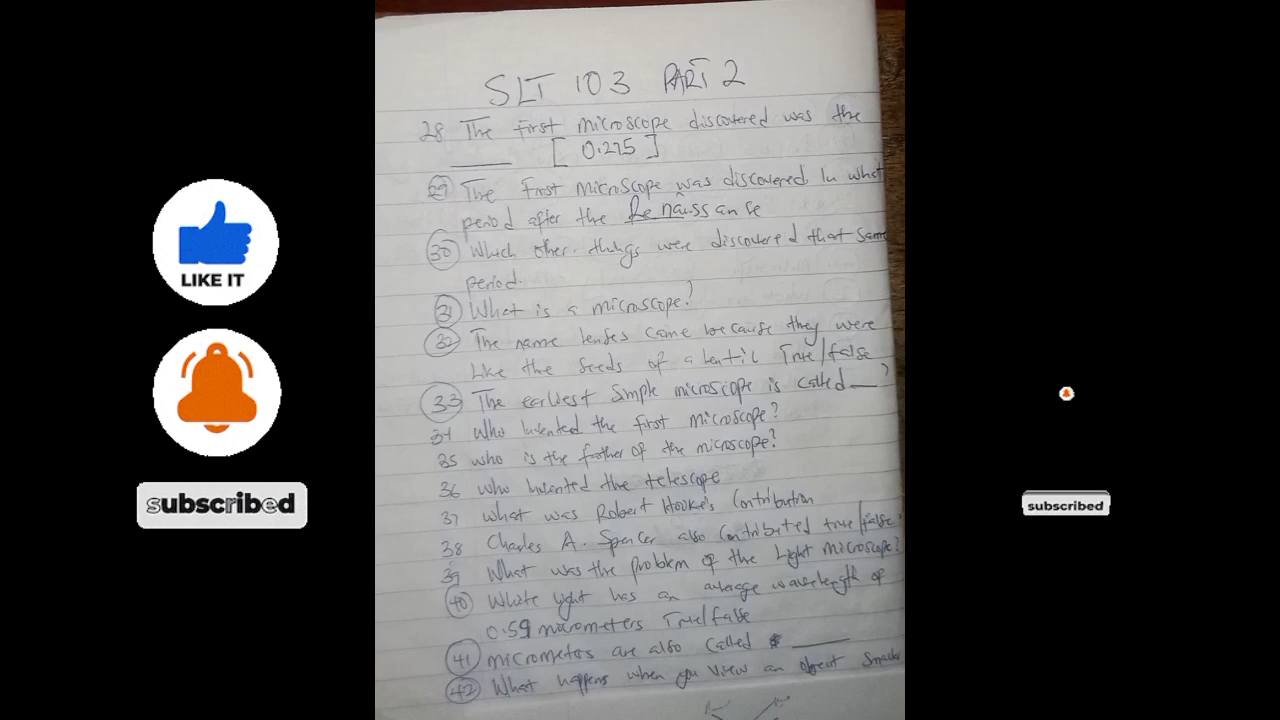 SLT 103 PART 2
28 The first microscope discovered was the
____ [ 0.275 ]
29 The first microscope was discovered in what
period after the Renaussanse
30 Which other things were discovered that same
period.
31 What is a microscope?
32 The name lenses came because they were
Like the seeds of a lentil True/false
33 The earliest simple microscope is called __?
34 Who invented the first microscope?
35 who is the father of the microscope?
36 who invented the telescope
37 what was Robert Hooke's Contribution
38 Charles A. Spencer also contributed true/false?
39 What was the problem of the Light microscope?
40 White light has an average wavelength of
0.59 micrometers True/false
41 micrometers are also called ____
42 What happens when you view an object smaller
LIKE IT
subscribed
subscribed